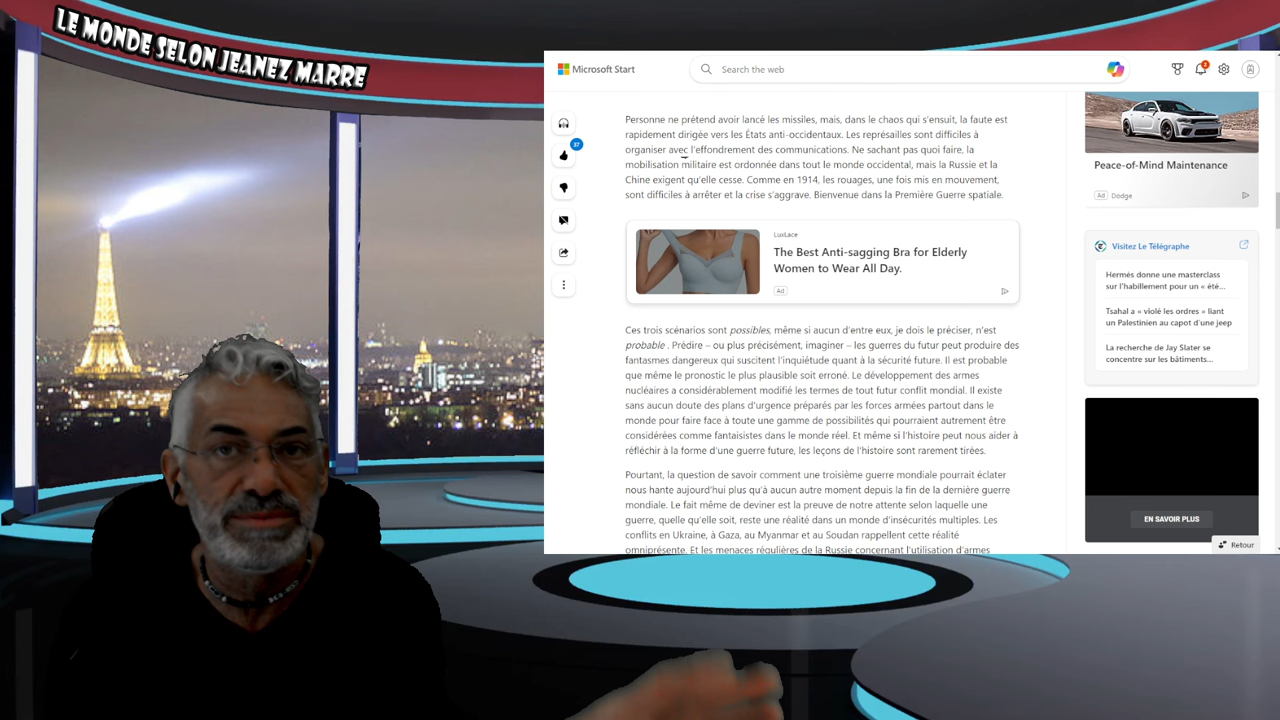 LE MONDE SELON JEANEZ MARRE
Microsoft Start
Search the web
2
37
Personne ne prétend avoir lancé les missiles, mais, dans le chaos qui s'ensuit, la faute est
rapidement dirigée vers les États anti-occidentaux. Les représailles sont difficiles à
organiser avec l'effondrement des communications. Ne sachant pas quoi faire, la
mobilisation militaire est ordonnée dans tout le monde occidental, mais la Russie et la
Chine exigent qu'elle cesse. Comme en 1914, les rouages, une fois mis en mouvement,
sont difficiles à arrêter et la crise s'aggrave. Bienvenue dans la Première Guerre spatiale.
LuxLace
The Best Anti-sagging Bra for Elderly
Women to Wear All Day.
Ad
Ces trois scénarios sont possibles, même si aucun d'entre eux, je dois le préciser, n'est
probable . Prédire – ou plus précisément, imaginer – les guerres du futur peut produire des
fantasmes dangereux qui suscitent l'inquiétude quant à la sécurité future. Il est probable
que même le pronostic le plus plausible soit erroné. Le développement des armes
nucléaires a considérablement modifié les termes de tout futur conflit mondial. Il existe
sans aucun doute des plans d'urgence préparés par les forces armées partout dans le
monde pour faire face à toute une gamme de possibilités qui pourraient autrement être
considérées comme fantaisistes dans le monde réel. Et même si l'histoire peut nous aider à
réfléchir à la forme d'une guerre future, les leçons de l'histoire sont rarement tirées.
Pourtant, la question de savoir comment une troisième guerre mondiale pourrait éclater
nous hante aujourd'hui plus qu'à aucun autre moment depuis la fin de la dernière guerre
mondiale. Le fait même de deviner est la preuve de notre attente selon laquelle une
guerre, quelle qu'elle soit, reste une réalité dans un monde d'insécurités multiples. Les
conflits en Ukraine, à Gaza, au Myanmar et au Soudan rappellent cette réalité
omniprésente. Et les menaces régulières de la Russie concernant l'utilisation d'armes
Peace-of-Mind Maintenance
Ad Dodge
Visitez Le Télégraphe
Hermès donne une masterclass
sur l'habillement pour un « été...
Tsahal a « violé les ordres » liant
un Palestinien au capot d'une jeep
La recherche de Jay Slater se
concentre sur les bâtiments...
EN SAVOIR PLUS
Retour